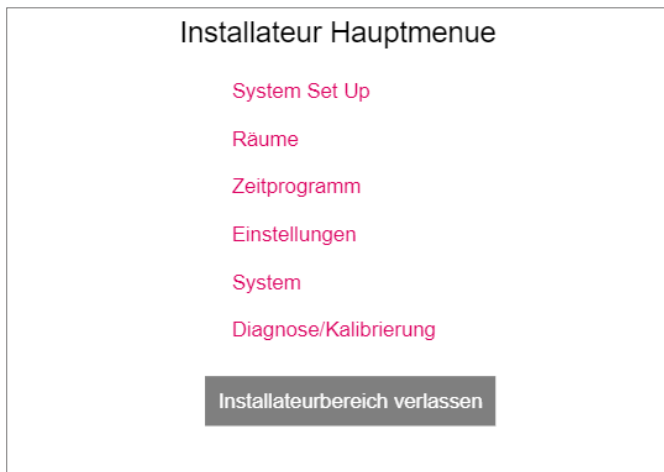 Installateur Hauptmenue
System Set Up
Räume
Zeitprogramm
Einstellungen
System
Diagnose/Kalibrierung
Installateurbereich verlassen